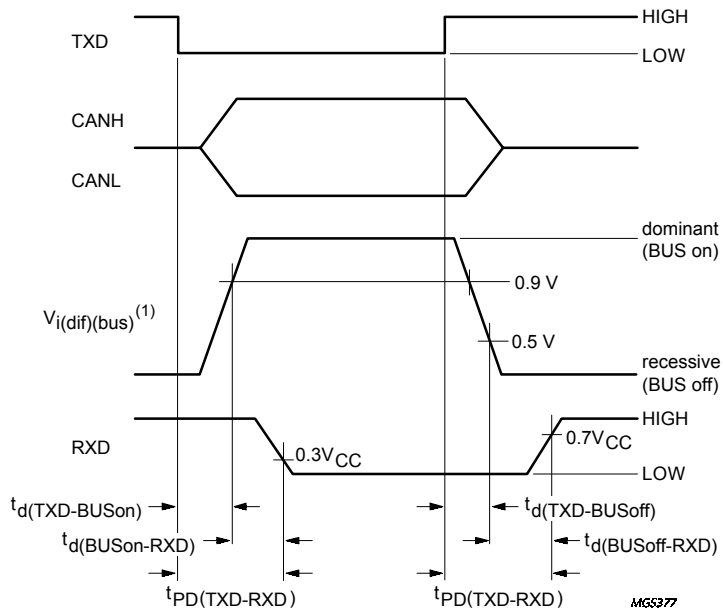 HIGH
TXD
LOW
CANH
CANL
dominant
(BUS on)
0.9 V
Vi(dif)(bus)(1)
0.5 V
recessive
(BUS off)
HIGH
RXD
0.3VCC
0.7VCC
LOW
td(TXD-BUSon)
td(TXD-BUSoff)
td(BUSon-RXD)
td(BUSoff-RXD)
tPD(TXD-RXD)
tPD(TXD-RXD)
MGS377